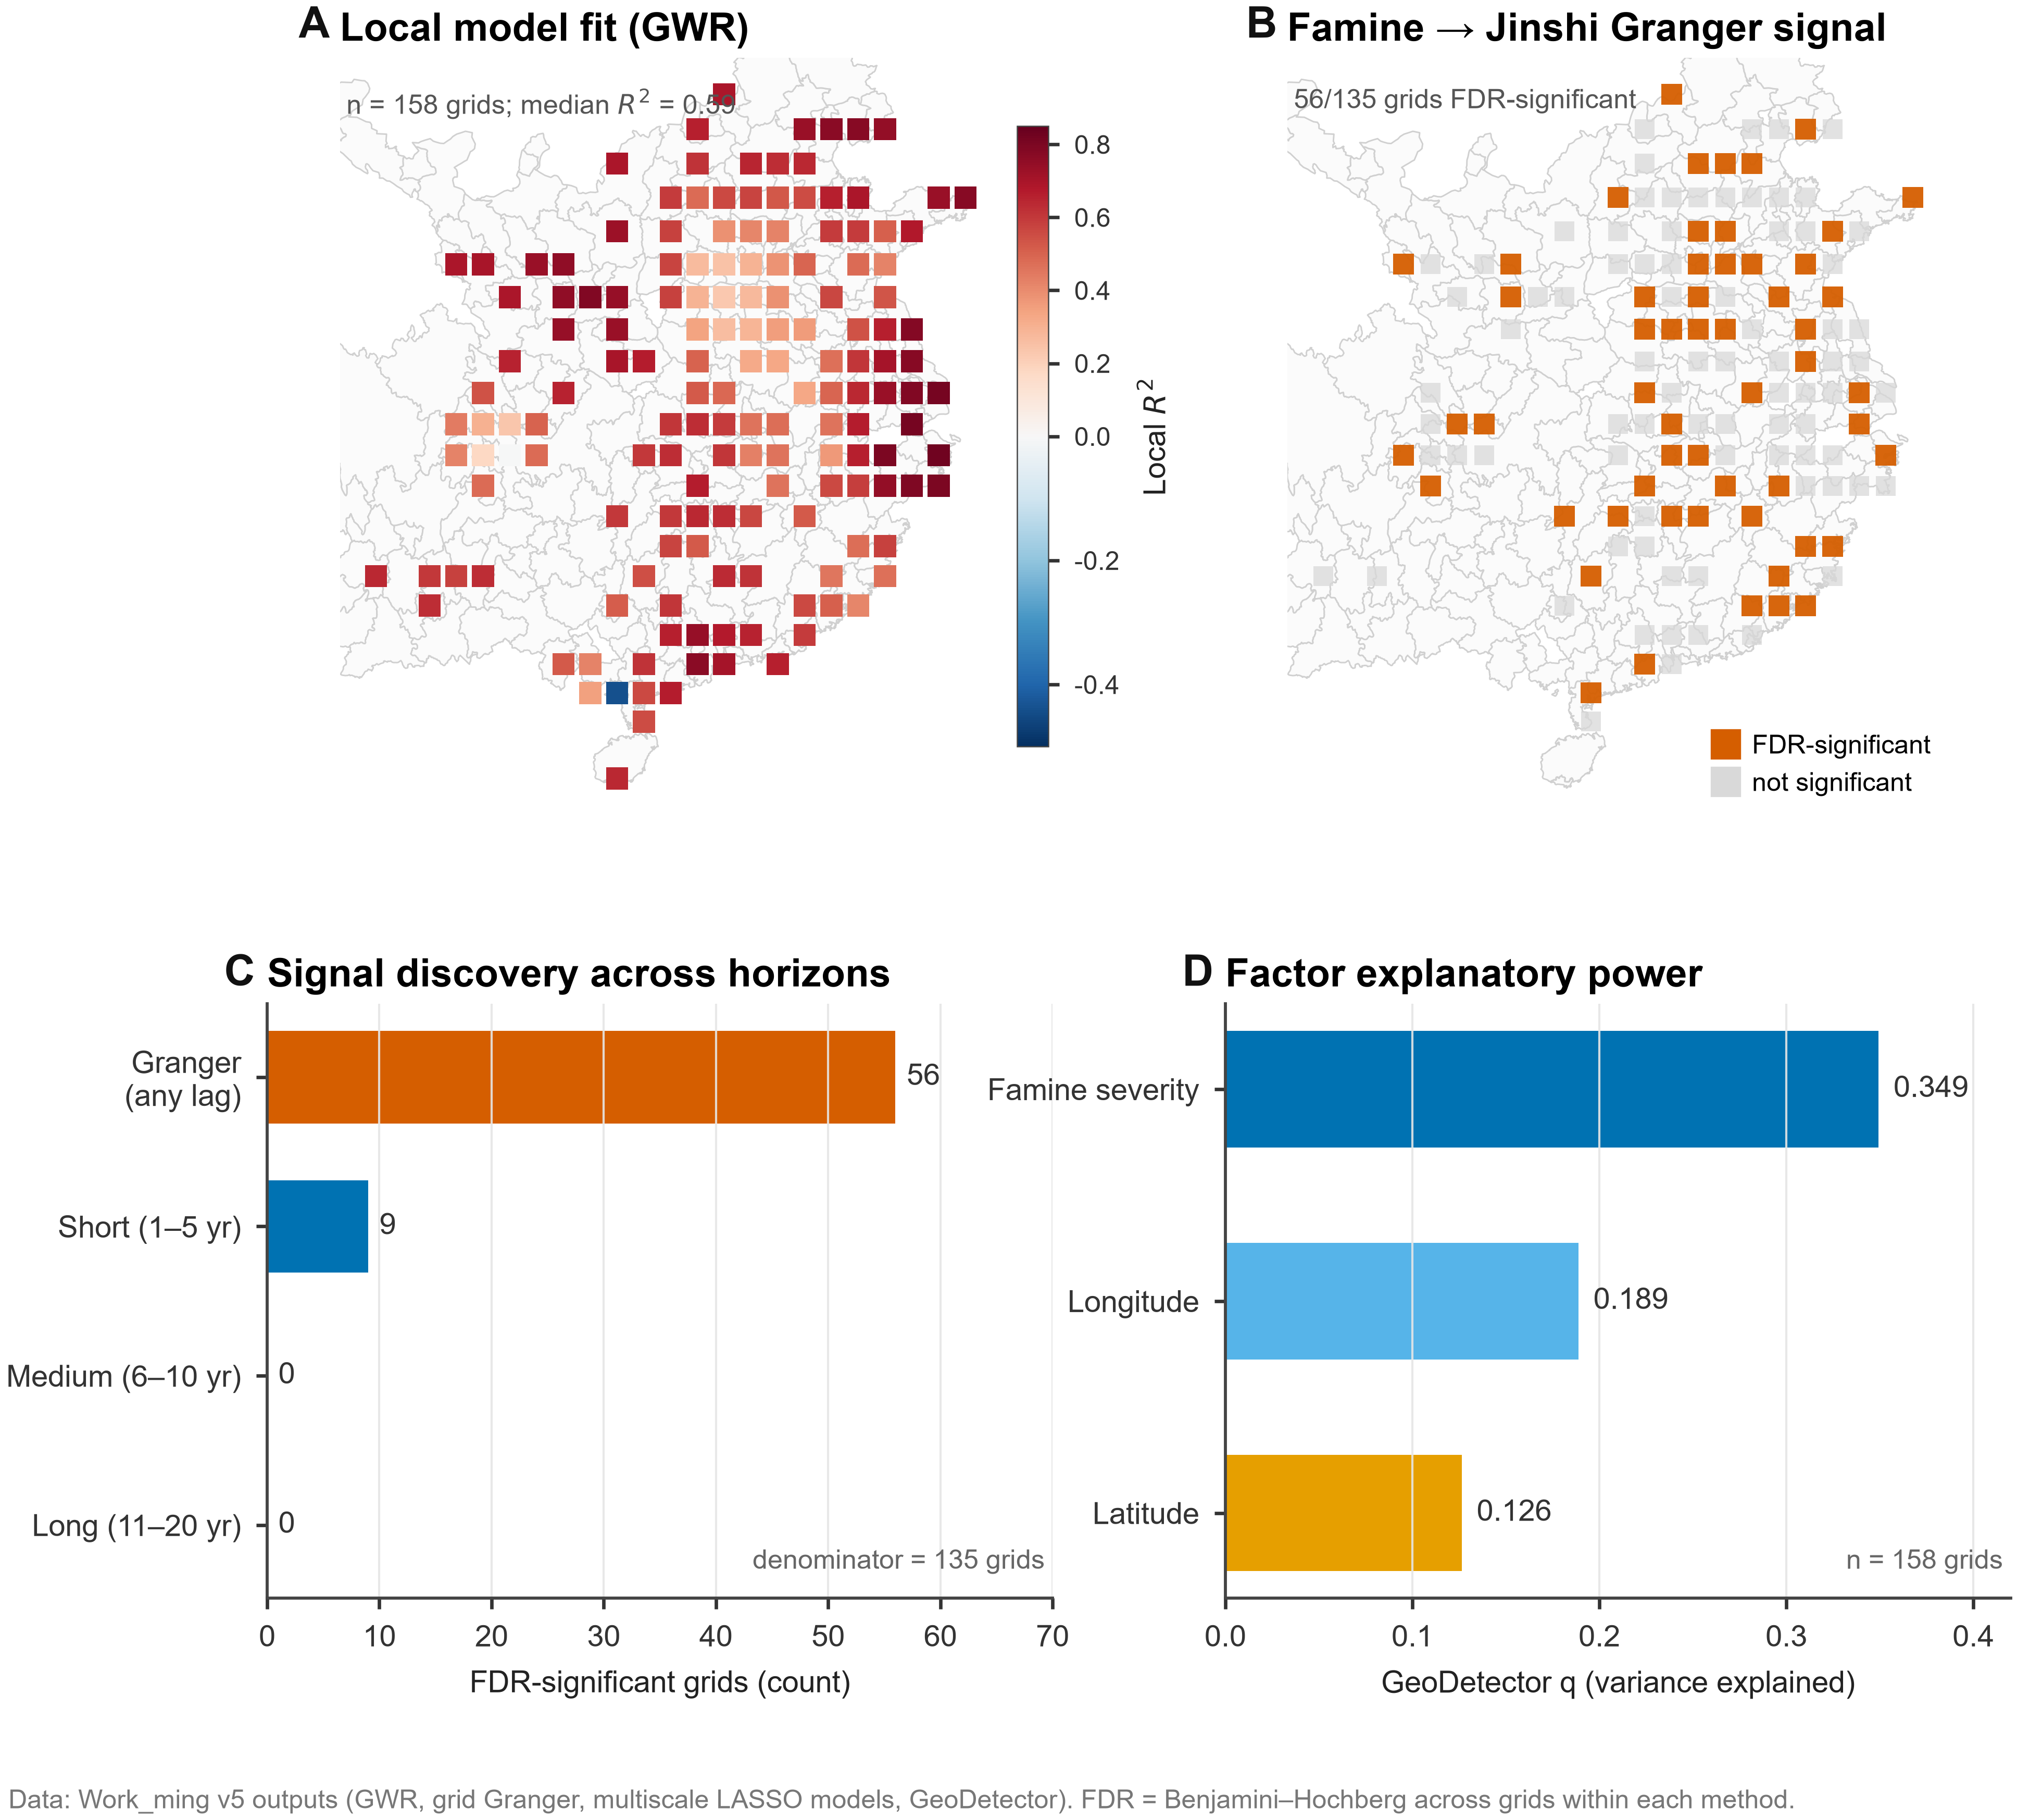 A Local model fit (GWR)
n = 158 grids; median R² = 0.59
0.8
0.6
0.4
0.2
0.0
-0.2
-0.4
Local R²
B Famine → Jinshi Granger signal
56/135 grids FDR-significant
FDR-significant
not significant
C Signal discovery across horizons
Granger
(any lag)
56
Short (1–5 yr)
9
Medium (6–10 yr)
0
Long (11–20 yr)
0
denominator = 135 grids
0 10 20 30 40 50 60 70
FDR-significant grids (count)
D Factor explanatory power
Famine severity
0.349
Longitude
0.189
Latitude
0.126
n = 158 grids
0.0 0.1 0.2 0.3 0.4
GeoDetector q (variance explained)
Data: Work_ming v5 outputs (GWR, grid Granger, multiscale LASSO models, GeoDetector). FDR = Benjamini–Hochberg across grids within each method.